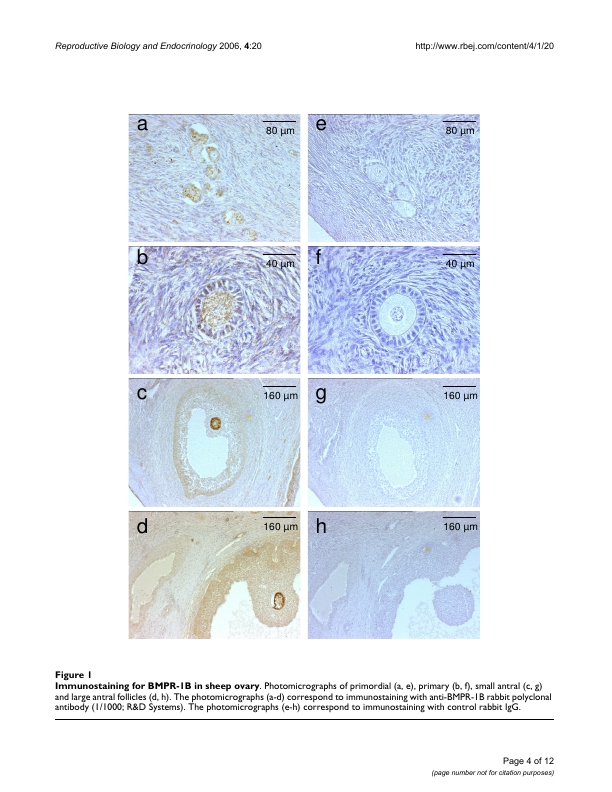 Reproductive Biology and Endocrinology 2006, 4:20 http://www.rbej.com/content/4/1/20
a 80 µm e 80 µm
b 40 µm f 40 µm
c 160 µm g 160 µm
d 160 µm h 160 µm
Figure 1
Immunostaining for BMPR-1B in sheep ovary. Photomicrographs of primordial (a, e), primary (b, f), small antral (c, g)
and large antral follicles (d, h). The photomicrographs (a-d) correspond to immunostaining with anti-BMPR-1B rabbit polyclonal
antibody (1/1000; R&D Systems). The photomicrographs (e-h) correspond to immunostaining with control rabbit IgG.
Page 4 of 12
(page number not for citation purposes)